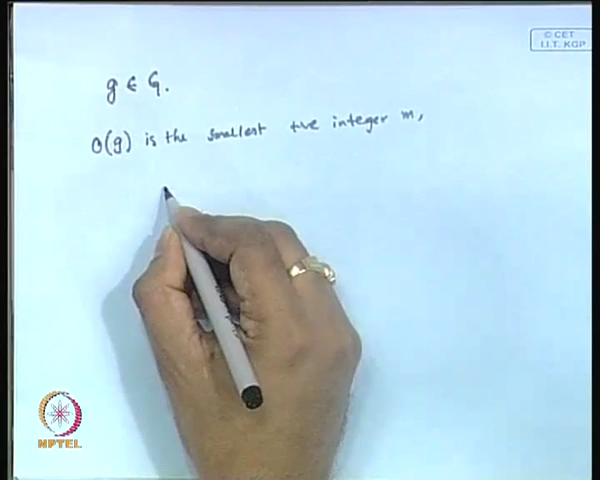 © CET
I.I.T. KGP
g ∈ G.
O(g) is the smallest +ve integer m,
NPTEL